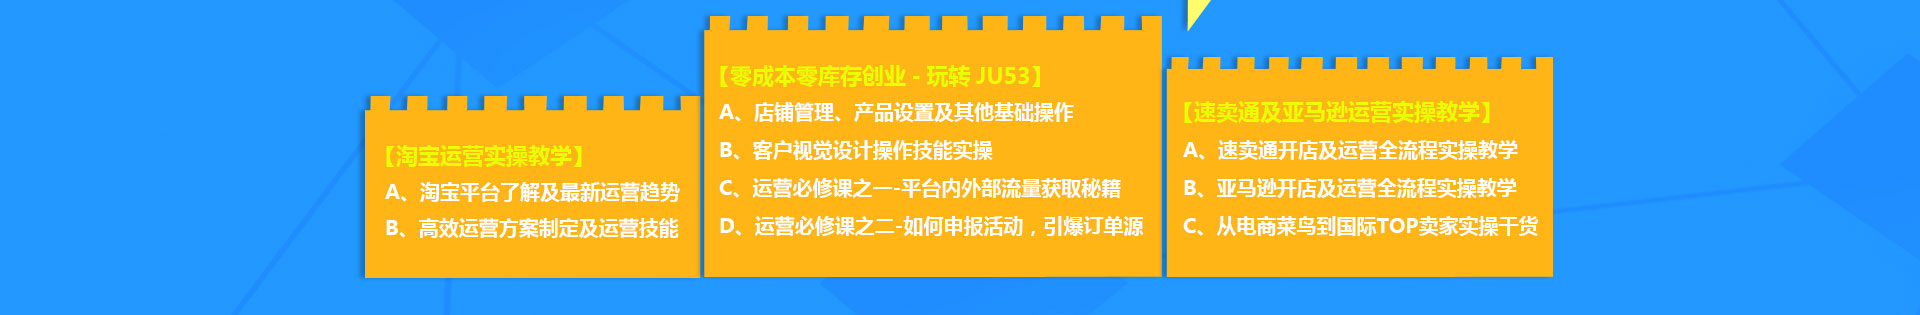 【淘宝运营实操教学】
A、淘宝平台了解及最新运营趋势
B、高效运营方案制定及运营技能
【零成本零库存创业 - 玩转 JU53】
A、店铺管理、产品设置及其他基础操作
B、客户视觉设计操作技能实操
C、运营必修课之一-平台内外部流量获取秘籍
D、运营必修课之二-如何申报活动，引爆订单源
【速卖通及亚马逊运营实操教学】
A、速卖通开店及运营全流程实操教学
B、亚马逊开店及运营全流程实操教学
C、从电商菜鸟到国际TOP卖家实操干货